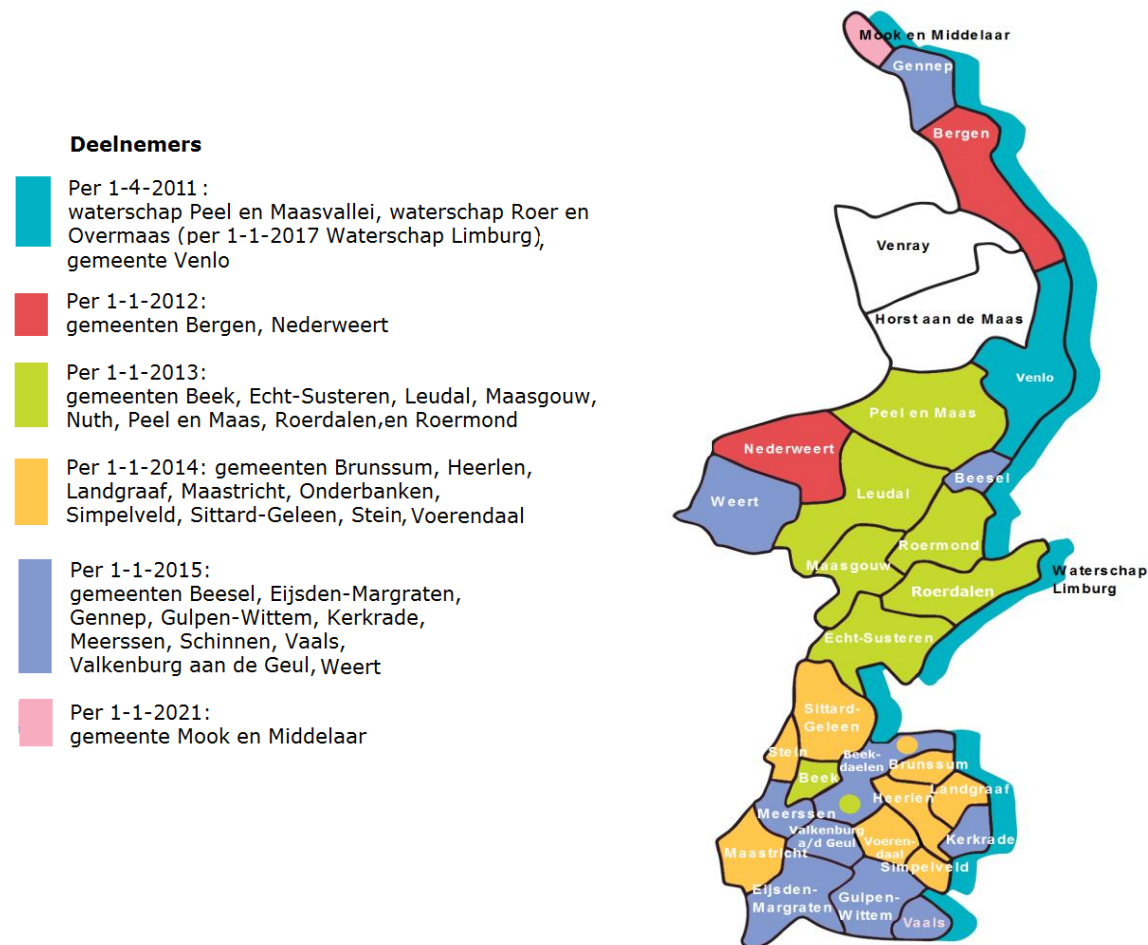 Deelnemers
Per 1-4-2011 :
waterschap Peel en Maasvallei, waterschap Roer en
Overmaas (per 1-1-2017 Waterschap Limburg),
gemeente Venlo
Per 1-1-2012:
gemeenten Bergen, Nederweert
Per 1-1-2013:
gemeenten Beek, Echt-Susteren, Leudal, Maasgouw,
Nuth, Peel en Maas, Roerdalen,en Roermond
Per 1-1-2014: gemeenten Brunssum, Heerlen,
Landgraaf, Maastricht, Onderbanken,
Simpelveld, Sittard-Geleen, Stein, Voerendaal
Per 1-1-2015:
gemeenten Beesel, Eijsden-Margraten,
Gennep, Gulpen-Wittem, Kerkrade,
Meerssen, Schinnen, Vaals,
Valkenburg aan de Geul, Weert
Per 1-1-2021:
gemeente Mook en Middelaar
Mook en Middelaar
Gennep
Bergen
Venray
Horst aan de Maas
Venlo
Peel en Maas
Nederweert
Beesel
Leudal
Weert
Roermond
Maasgouw
Waterschap
Limburg
Roerdalen
Echt-Susteren
Sittard-
Geleen
Stein
Beek-
daelen
Brunssum
Beek
Landgraaf
Heerlen
Meerssen
Valkenburg
a/d Geul
Voeren-
daal
Kerkrade
Maastricht
Simpelveld
Eijsden-
Margraten
Gulpen-
Wittem
Vaals